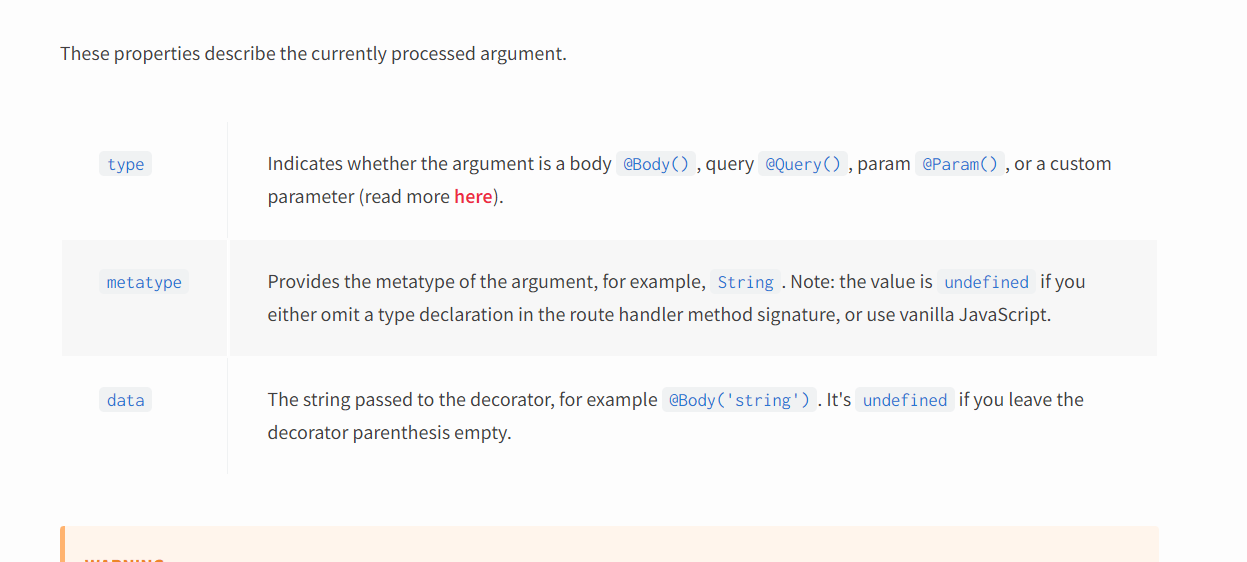 These properties describe the currently processed argument.
type
Indicates whether the argument is a body @Body(), query @Query(), param @Param(), or a custom
parameter (read more here).
metatype
Provides the metatype of the argument, for example, String. Note: the value is undefined if you
either omit a type declaration in the route handler method signature, or use vanilla JavaScript.
data
The string passed to the decorator, for example @Body('string'). It's undefined if you leave the
decorator parenthesis empty.